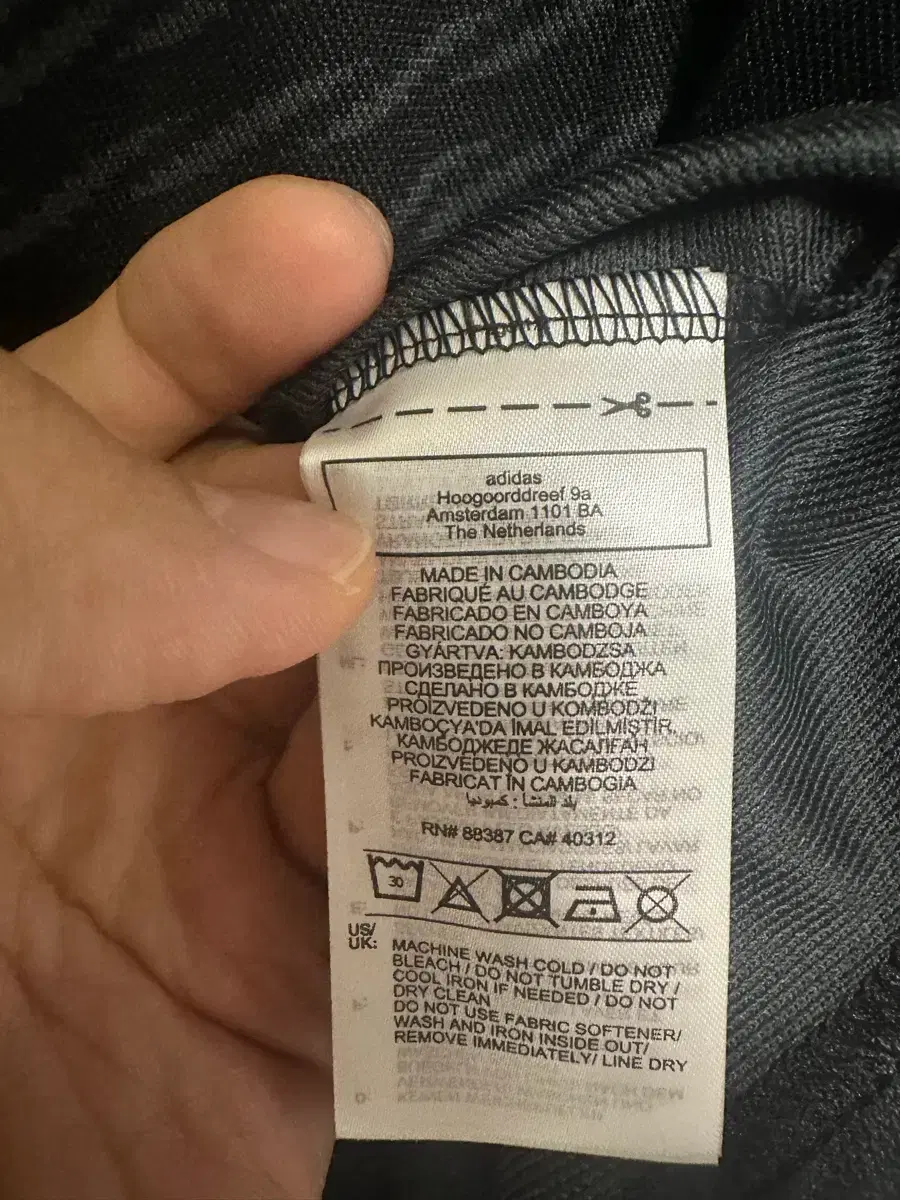 adidas
Hoogoorddreef 9a
Amsterdam 1101 BA
The Netherlands
MADE IN CAMBODIA
FABRIQUÉ AU CAMBODGE
FABRICADO EN CAMBOYA
FABRICADO NO CAMBOJA
GYÁRTVA: KAMBODZSA
ПРОИЗВЕДЕНО В КАМБОДЖА
СДЕЛАНО В КАМБОДЖЕ
PROIZVEDENO U KOMBODŽI
KAMBOÇYA'DA İMAL EDİLMİŞTİR.
КАМБОДЖЕДЕ ЖАСАЛҒАН
PROIZVEDENO U KAMBODŽI
FABRICAT ÎN CAMBOGIA
بلد المنشأ : كمبوديا
RN# 88387 CA# 40312
30
US/
UK:
MACHINE WASH COLD / DO NOT
BLEACH / DO NOT TUMBLE DRY /
COOL IRON IF NEEDED / DO NOT
DRY CLEAN
DO NOT USE FABRIC SOFTENER/
WASH AND IRON INSIDE OUT/
REMOVE IMMEDIATELY/ LINE DRY